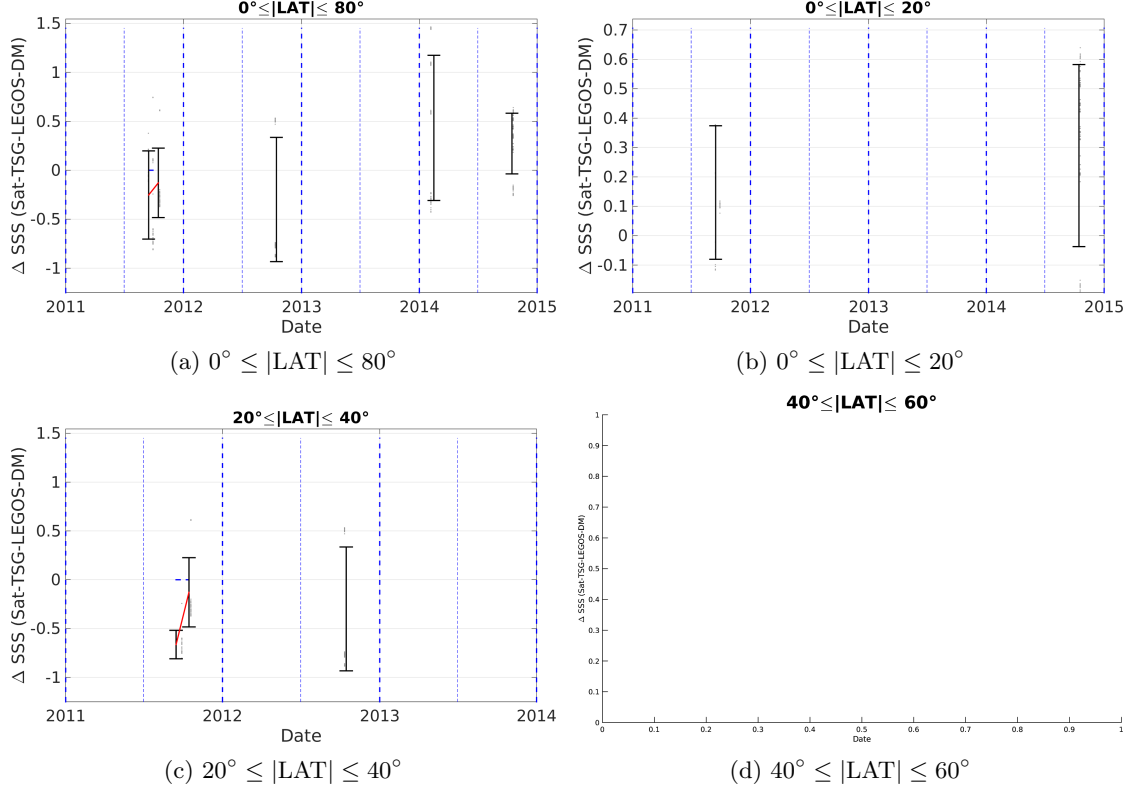 0°≤|LAT|≤ 80°
Δ SSS (Sat-TSG-LEGOS-DM)
1.5
1
0.5
0
-0.5
-1
2011 2012 2013 2014 2015
Date
(a) 0° ≤ |LAT| ≤ 80°
0°≤|LAT|≤ 20°
Δ SSS (Sat-TSG-LEGOS-DM)
0.7
0.6
0.5
0.4
0.3
0.2
0.1
0
-0.1
2011 2012 2013 2014 2015
Date
(b) 0° ≤ |LAT| ≤ 20°
20°≤|LAT|≤ 40°
Δ SSS (Sat-TSG-LEGOS-DM)
1.5
1
0.5
0
-0.5
-1
2011 2012 2013 2014
Date
(c) 20° ≤ |LAT| ≤ 40°
40°≤|LAT|≤ 60°
Δ SSS (Sat-TSG-LEGOS-DM)
1
0.9
0.8
0.7
0.6
0.5
0.4
0.3
0.2
0.1
0
0 0.1 0.2 0.3 0.4 0.5 0.6 0.7 0.8 0.9 1
Date
(d) 40° ≤ |LAT| ≤ 60°